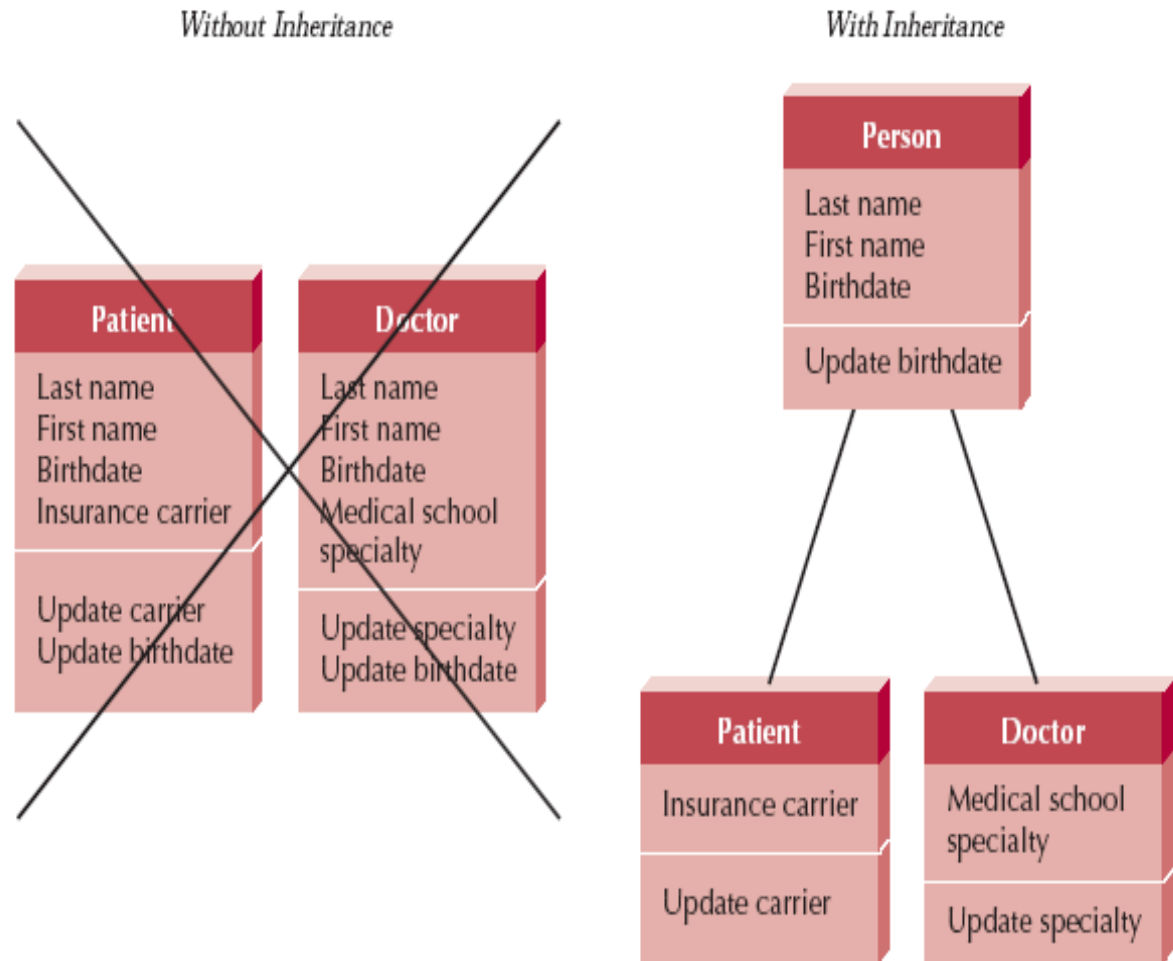 Without Inheritance
Patient
Last name
First name
Birthdate
Insurance carrier
Update carrier
Update birthdate
Doctor
Last name
First name
Birthdate
Medical school
specialty
Update specialty
Update birthdate
With Inheritance
Person
Last name
First name
Birthdate
Update birthdate
Patient
Insurance carrier
Update carrier
Doctor
Medical school
specialty
Update specialty